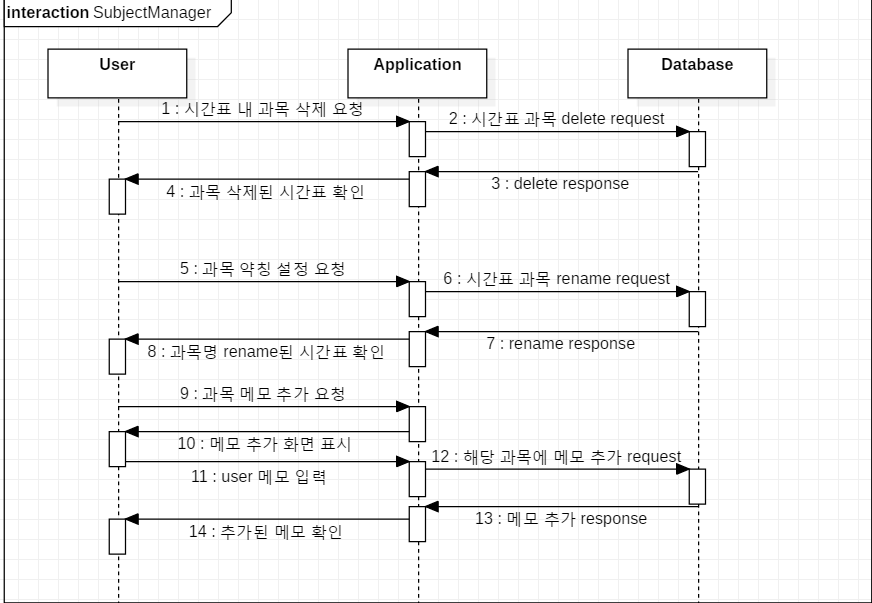 interaction SubjectManager
User
Application
Database
1 : 시간표 내 과목 삭제 요청
2 : 시간표 과목 delete request
3 : delete response
4 : 과목 삭제된 시간표 확인
5 : 과목 약칭 설정 요청
6 : 시간표 과목 rename request
7 : rename response
8 : 과목명 rename된 시간표 확인
9 : 과목 메모 추가 요청
10 : 메모 추가 화면 표시
11 : user 메모 입력
12 : 해당 과목에 메모 추가 request
13 : 메모 추가 response
14 : 추가된 메모 확인